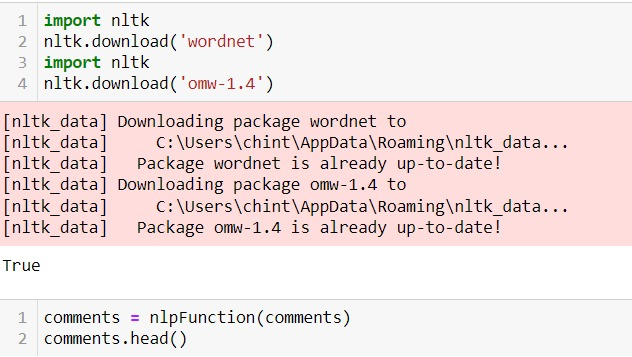 1 import nltk
2 nltk.download('wordnet')
3 import nltk
4 nltk.download('omw-1.4')
[nltk_data] Downloading package wordnet to
[nltk_data]     C:\Users\chint\AppData\Roaming\nltk_data...
[nltk_data]   Package wordnet is already up-to-date!
[nltk_data] Downloading package omw-1.4 to
[nltk_data]     C:\Users\chint\AppData\Roaming\nltk_data...
[nltk_data]   Package omw-1.4 is already up-to-date!
True
1 comments = nlpFunction(comments)
2 comments.head()